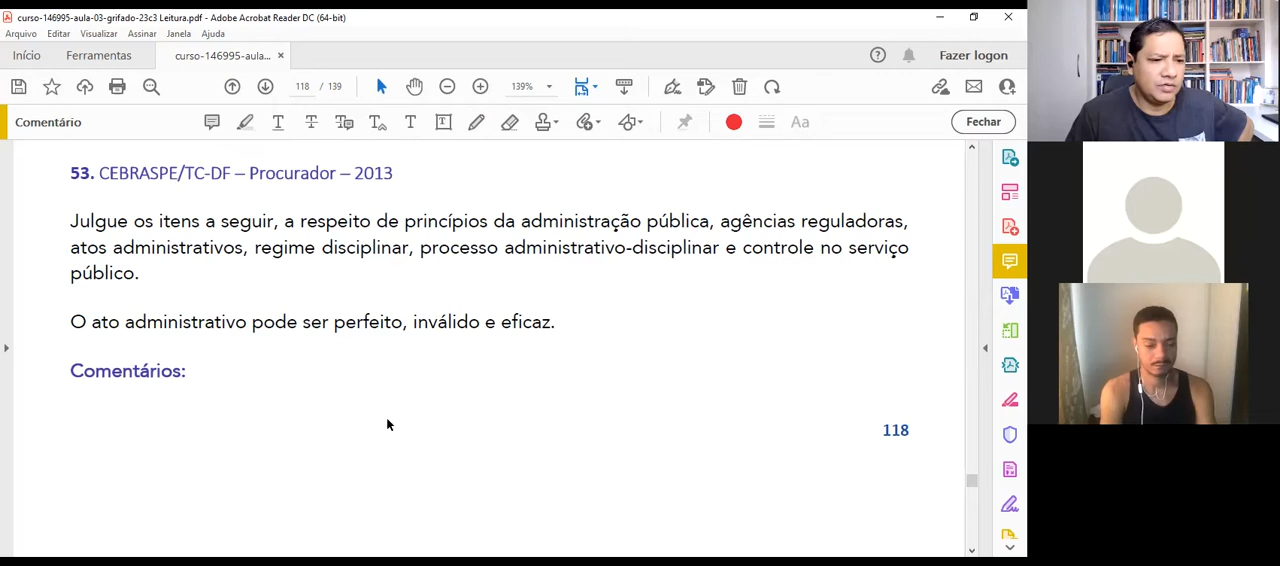 curso-146995-aula-03-grifado-23c3 Leitura.pdf - Adobe Acrobat Reader DC (64-bit)
Arquivo Editar Visualizar Assinar Janela Ajuda
Início Ferramentas curso-146995-aula... × Fazer logon
118 / 139 139%
Comentário Aa Fechar
53. CEBRASPE/TC-DF – Procurador – 2013
Julgue os itens a seguir, a respeito de princípios da administração pública, agências reguladoras,
atos administrativos, regime disciplinar, processo administrativo-disciplinar e controle no serviço
público.
O ato administrativo pode ser perfeito, inválido e eficaz.
Comentários:
118